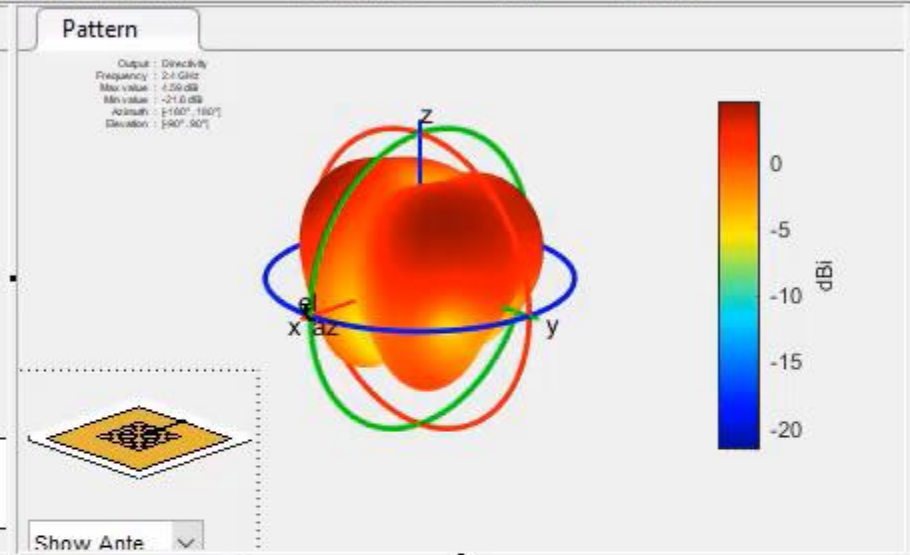 Pattern
Output : Directivity
Frequency : 2.4 GHz
Max value : 4.59 dBi
Min value : -21.6 dBi
Azimuth : [-180°, 180°]
Elevation : [-90°, 90°]
z
0
-5
-10
-15
-20
dBi
el
x az
y
Show Ante